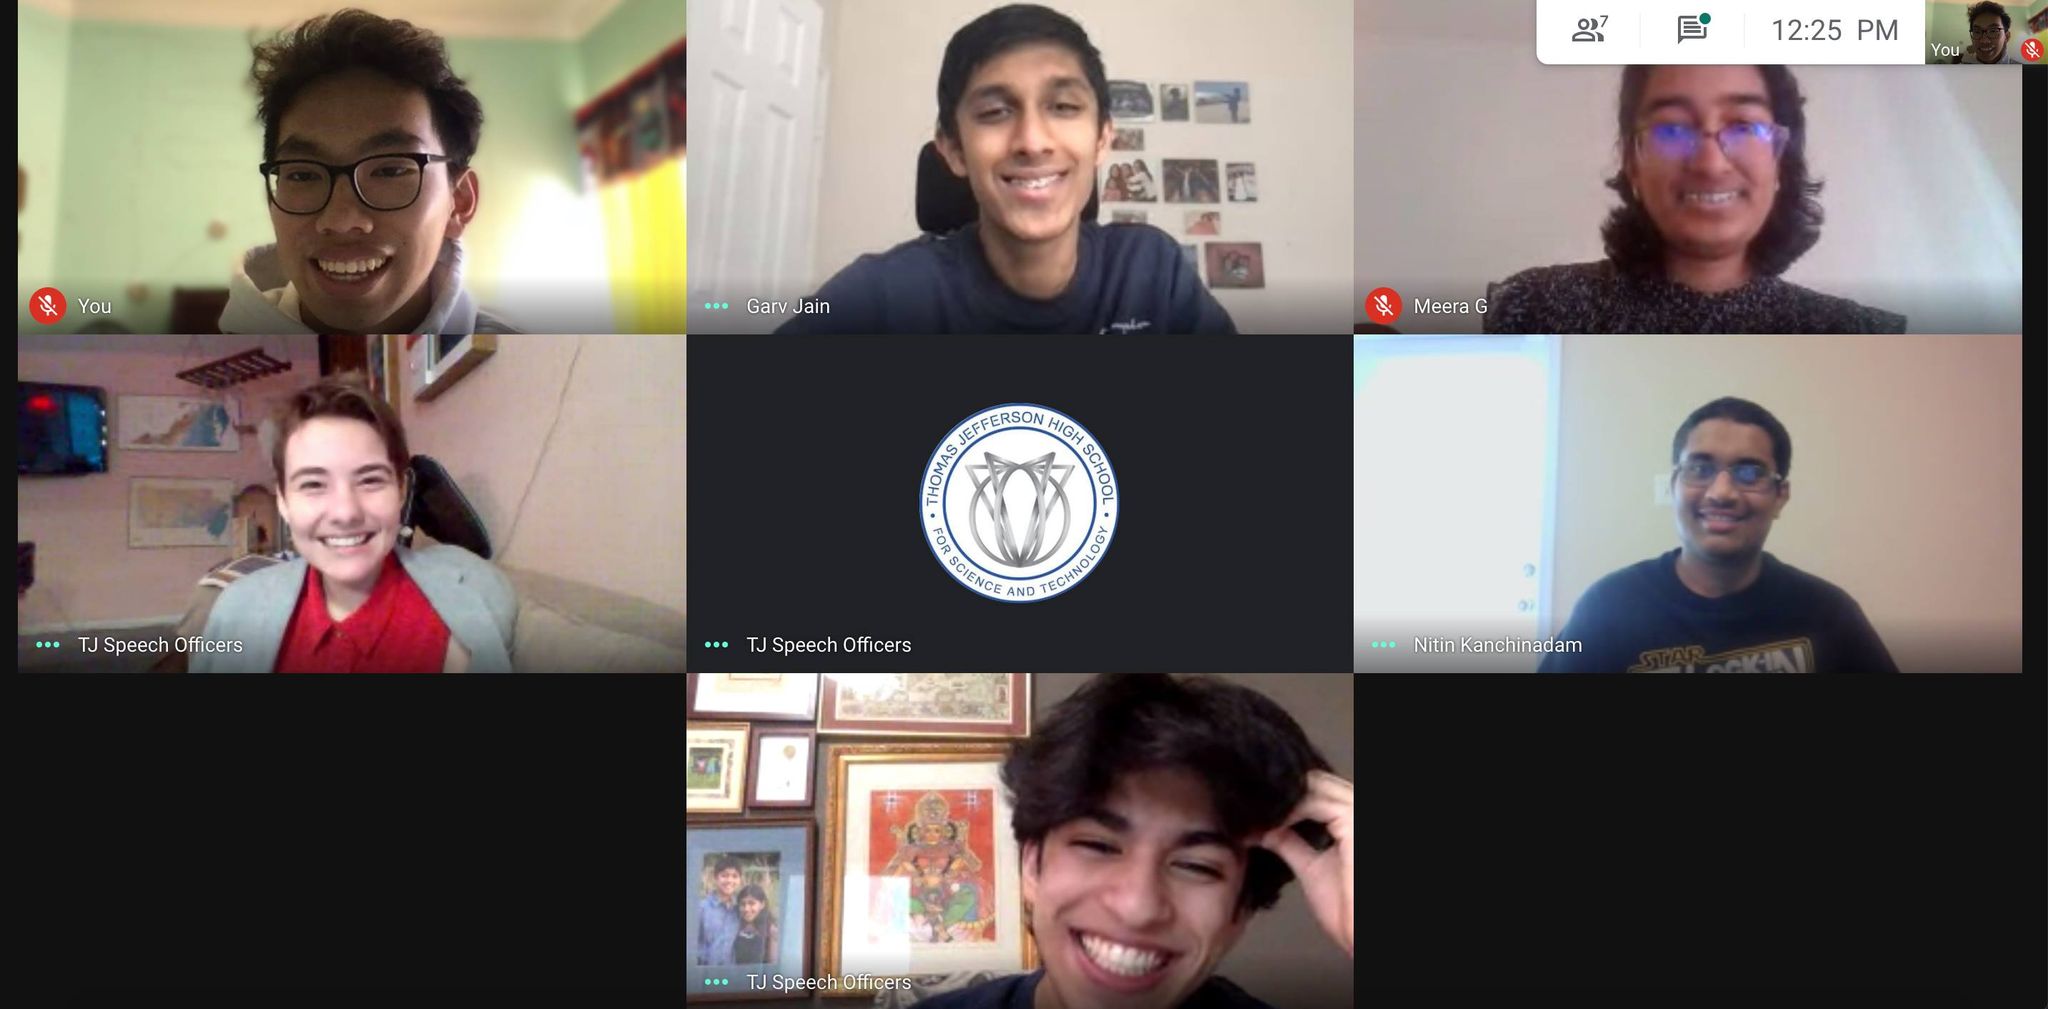 7
12:25 PM
You
You
Garv Jain
Meera G
TJ Speech Officers
THOMAS JEFFERSON HIGH SCHOOL
FOR SCIENCE AND TECHNOLOGY
TJ Speech Officers
STAR
Nitin Kanchinadam
TJ Speech Officers